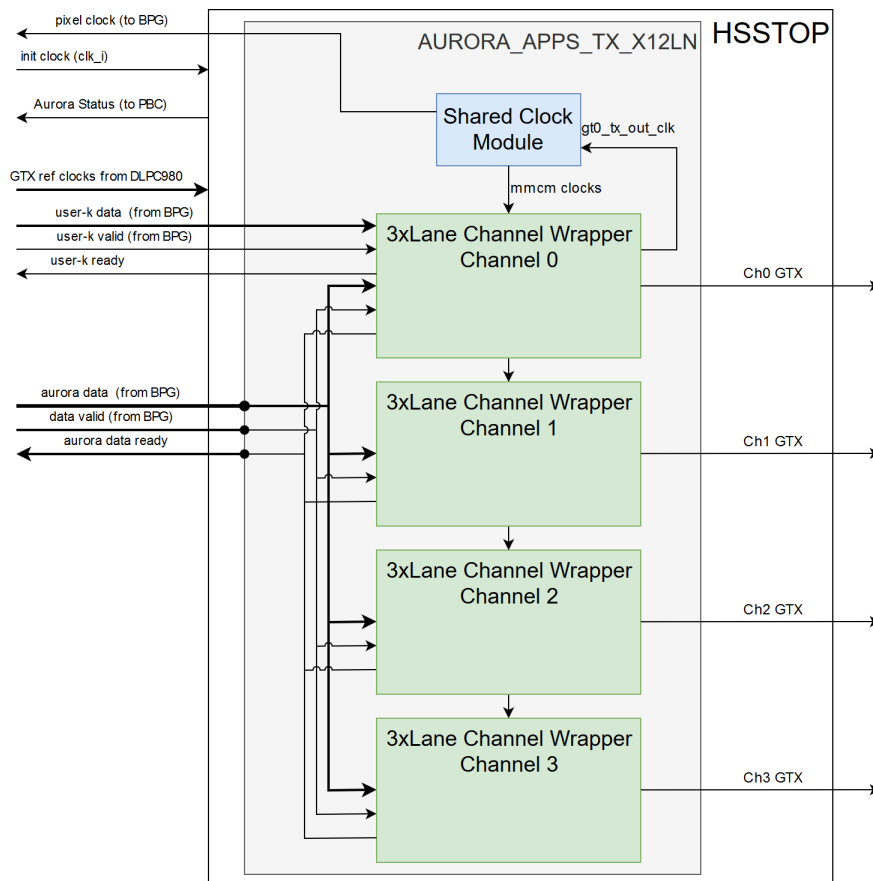 pixel clock (to BPG)
HSSTOP
AURORA_APPS_TX_X12LN
init clock (clk_i)
Aurora Status (to PBC)
Shared Clock
Module
gt0_tx_out_clk
GTX ref clocks from DLPC980
mmcm clocks
user-k data (from BPG)
user-k valid (from BPG)
user-k ready
3xLane Channel Wrapper
Channel 0
Ch0 GTX
aurora data (from BPG)
data valid (from BPG)
aurora data ready
3xLane Channel Wrapper
Channel 1
Ch1 GTX
3xLane Channel Wrapper
Channel 2
Ch2 GTX
3xLane Channel Wrapper
Channel 3
Ch3 GTX